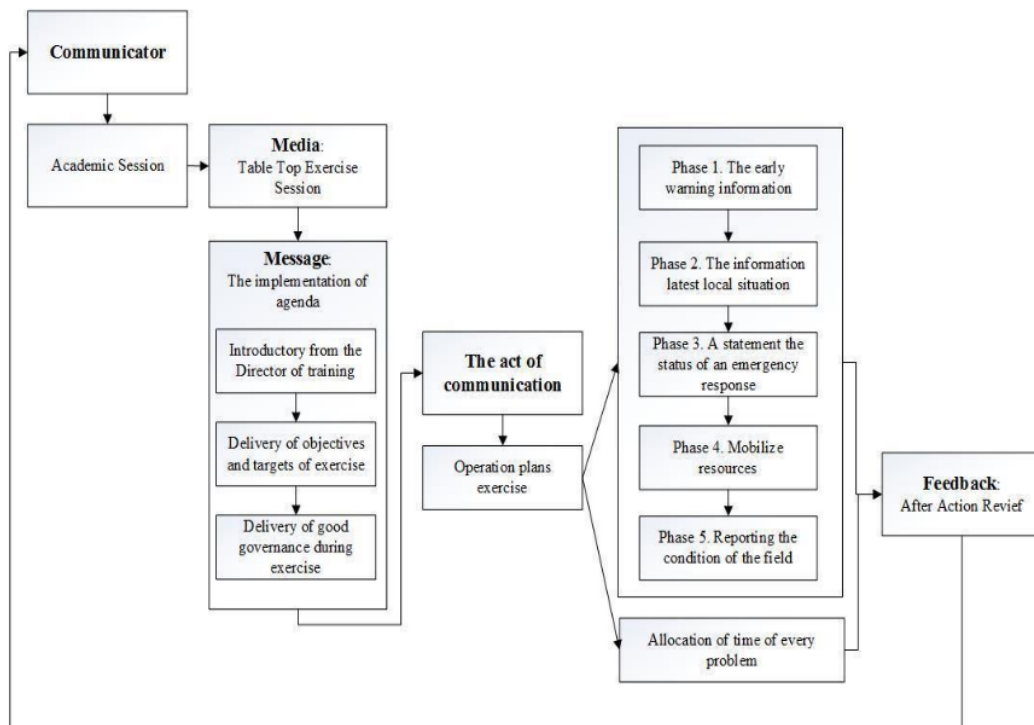 Communicator
Academic Session
Media:
Table Top Exercise
Session
Message:
The implementation of
agenda
Introductory from the
Director of training
Delivery of objectives
and targets of exercise
Delivery of good
governance during
exercise
The act of
communication
Operation plans
exercise
Phase 1. The early
warning information
Phase 2. The information
latest local situation
Phase 3. A statement the
status of an emergency
response
Phase 4. Mobilize
resources
Phase 5. Reporting the
condition of the field
Allocation of time of every
problem
Feedback:
After Action Revief